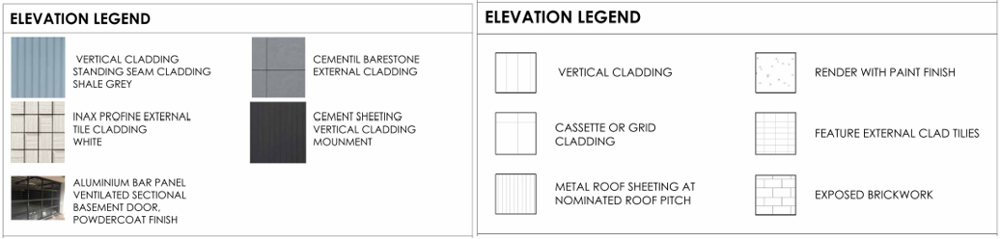 ELEVATION LEGEND
VERTICAL CLADDING
STANDING SEAM CLADDING
SHALE GREY
INAX PROFINE EXTERNAL
TILE CLADDING
WHITE
ALUMINIUM BAR PANEL
VENTILATED SECTIONAL
BASEMENT DOOR,
POWDERCOAT FINISH
CEMENTIL BARESTONE
EXTERNAL CLADDING
CEMENT SHEETING
VERTICAL CLADDING
MOUNMENT
ELEVATION LEGEND
VERTICAL CLADDING
CASSETTE OR GRID
CLADDING
METAL ROOF SHEETING AT
NOMINATED ROOF PITCH
RENDER WITH PAINT FINISH
FEATURE EXTERNAL CLAD TILIES
EXPOSED BRICKWORK